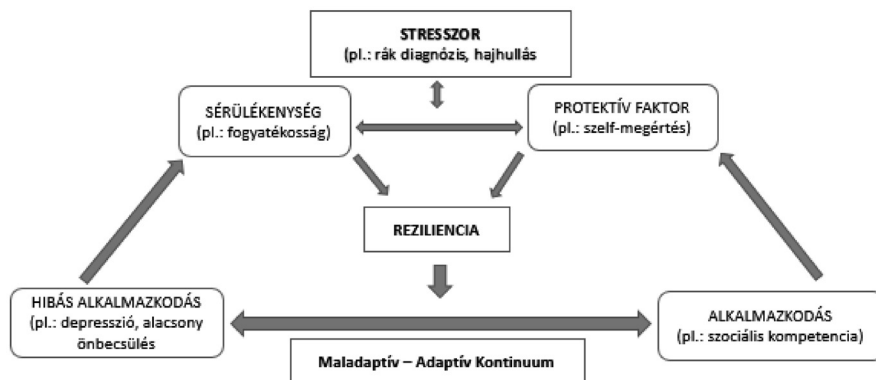 STRESSZOR
(pl.: rák diagnózis, hajhullás
SÉRÜLÉKENYSÉG
(pl.: fogyatékosság)
PROTEKTÍV FAKTOR
(pl.: szelf-megértés)
REZILIENCIA
HIBÁS ALKALMAZKODÁS
(pl.: depresszió, alacsony
önbecsülés
ALKALMAZKODÁS
(pl.: szociális kompetencia)
Maladaptív – Adaptív Kontinuum